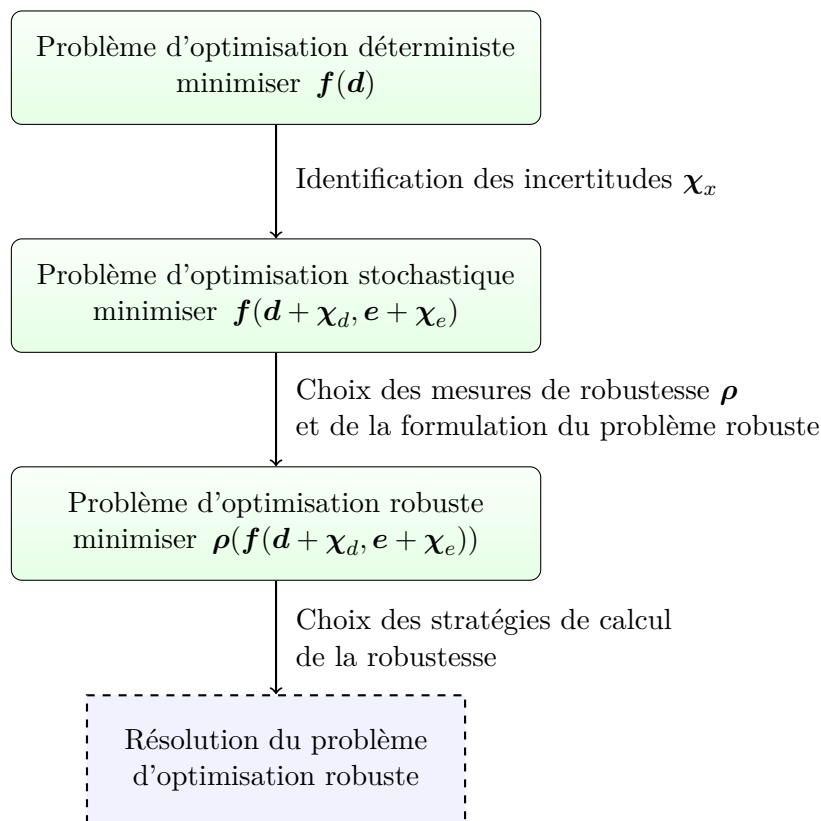 Problème d'optimisation déterministe
minimiser f(d)
Identification des incertitudes χₓ
Problème d'optimisation stochastique
minimiser f(d + χ_d, e + χ_e)
Choix des mesures de robustesse ρ
et de la formulation du problème robuste
Problème d'optimisation robuste
minimiser ρ(f(d + χ_d, e + χ_e))
Choix des stratégies de calcul
de la robustesse
Résolution du problème
d'optimisation robuste